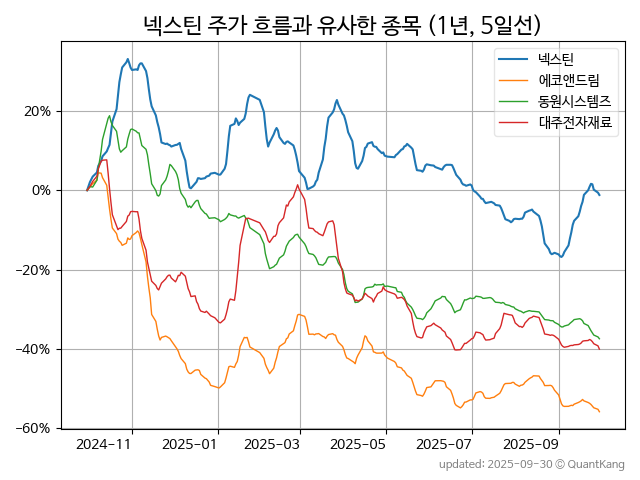 넥스틴 주가 흐름과 유사한 종목 (1년, 5일선)
넥스틴
에코앤드림
동원시스템즈
대주전자재료
20%
0%
−20%
−40%
−60%
2024-11
2025-01
2025-03
2025-05
2025-07
2025-09
updated: 2025-09-30 © QuantKang